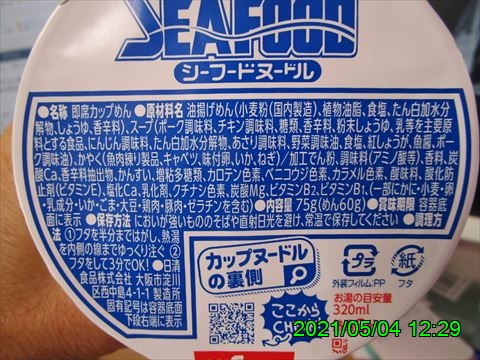 SEAFOOD
シーフードヌードル
●名称 即席カップめん ●原材料名 油揚げめん(小麦粉(国内製造)、植物油脂、食塩、たん白加水分
解物、しょうゆ、香辛料)、スープ(ポーク調味料、チキン調味料、糖類、香辛料、粉末しょうゆ、乳等を主要原
料とする食品、にんじん調味料、たん白加水分解物、あさり調味料、野菜調味油、食塩、紅しょうが、魚醤、ポ
ーク調味油)、かやく(魚肉練り製品、キャベツ、味付卵、いか、ねぎ)/加工でん粉、調味料(アミノ酸等)、香料、炭
酸Ca、香辛料抽出物、かんすい、増粘多糖類、カロテン色素、ベニコウジ色素、カラメル色素、酸味料、酸化防
止剤(ビタミンE)、塩化Ca、乳化剤、クチナシ色素、炭酸Mg、ビタミンB2、ビタミンB1、(一部にかに・小麦・卵
・乳成分・いか・ごま・大豆・鶏肉・豚肉・ゼラチンを含む) ●内容量 75g(めん60g) ●賞味期限 容器底
面に表示 ●保存方法 においが強いもののそばや直射日光を避け、常温で保存してください ●調理方
法 ①フタを半分まではがし、熱湯
を内側の線までゆっくり注ぐ ②
フタをして3分でOK! ●日清
食品株式会社 大阪市淀川
区西中島4-1-1 製造所
固有記号は容器底面
下段右端に表示
カップヌードル
の裏側
ここから
プラ
外装フィルム:PP
紙
フタ
お湯の目安量
320ml
2021/05/04 12:29